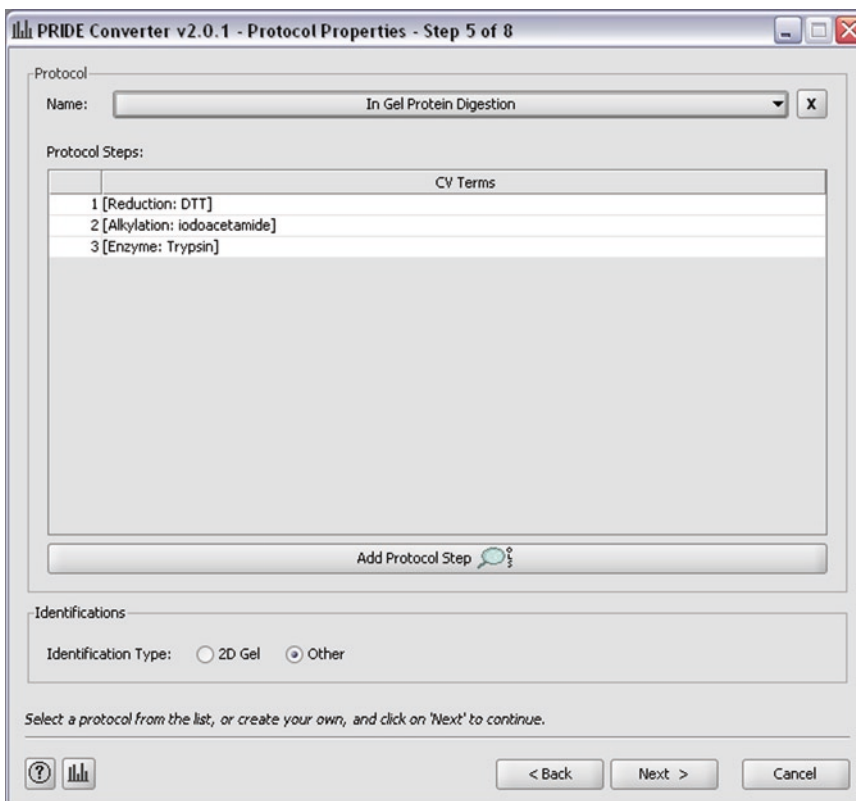 PRIDE Converter v2.0.1 - Protocol Properties - Step 5 of 8
Protocol
Name: In Gel Protein Digestion X
Protocol Steps:
CV Terms
1 [Reduction: DTT]
2 [Alkylation: iodoacetamide]
3 [Enzyme: Trypsin]
Add Protocol Step
Identifications
Identification Type: 2D Gel Other
Select a protocol from the list, or create your own, and click on 'Next' to continue.
? < Back Next > Cancel